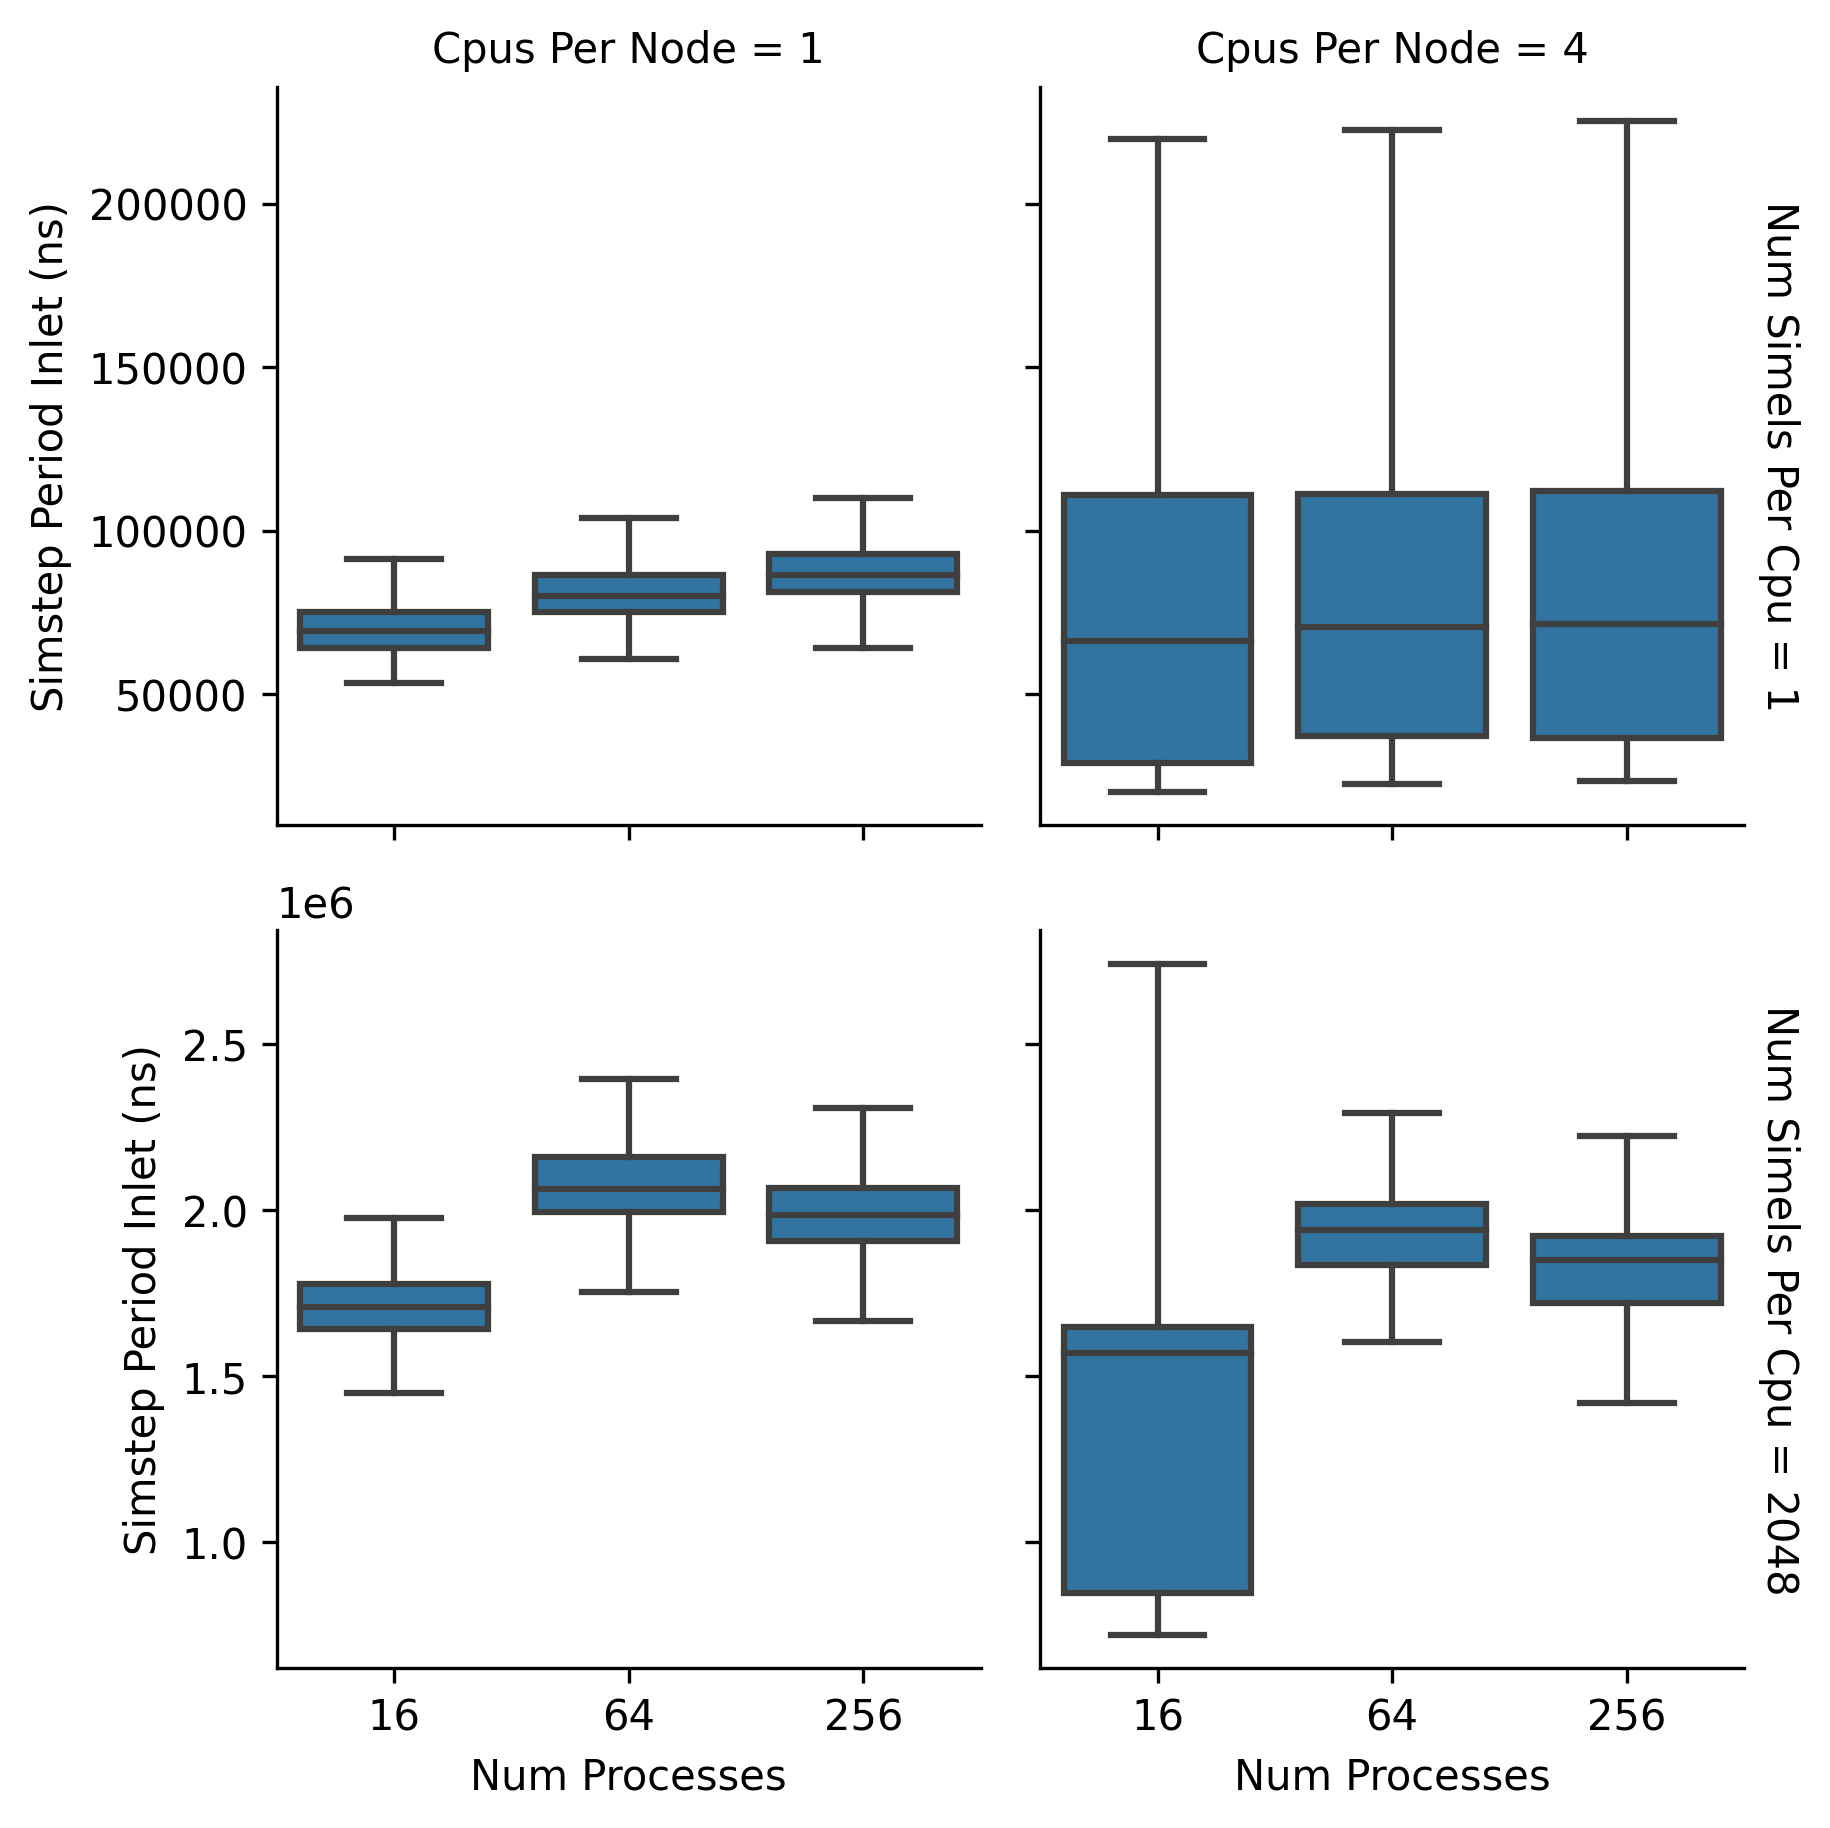 Cpus Per Node = 1
Cpus Per Node = 4
Simstep Period Inlet (ns)
200000
150000
100000
50000
Num Simels Per Cpu = 1
1e6
Simstep Period Inlet (ns)
2.5
2.0
1.5
1.0
Num Simels Per Cpu = 2048
16 64 256
16 64 256
Num Processes
Num Processes